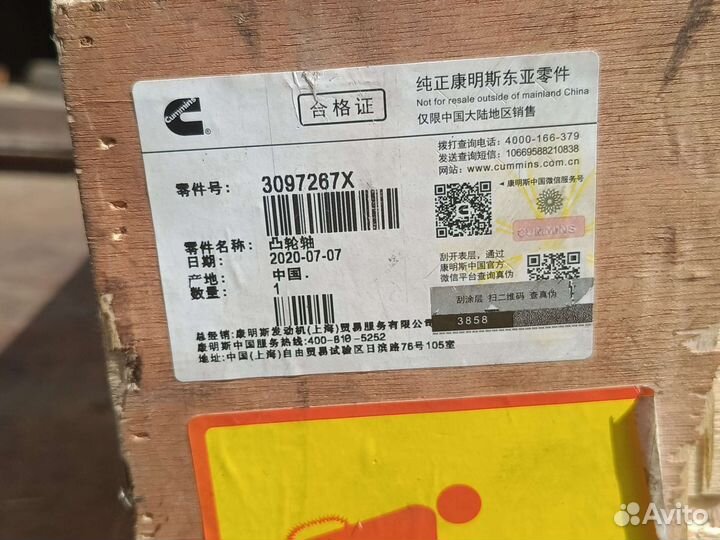 Cummins
合格证
纯正康明斯东亚零件
Not for resale outside of mainland China
仅限中国大陆地区销售
拨打查询电话: 4000-166-379
发送查询短信: 10669588210838
网站: www.cummins.com.cn
零件号: 3097267X
康明斯中国微信服务号
CUMMINS
零件名称: 凸轮轴
日期: 2020-07-07
产地: 中国.
数量: 1
刮开表层, 通过
康明斯中国官方
微信平台查询真伪
刮涂层 扫二维码 查真伪
3858
总经销: 康明斯发动机(上海)贸易服务有限公司
康明斯中国服务热线: 400-810-5252
地址: 中国(上海)自由贸易试验区日滨路76号105室
Avito